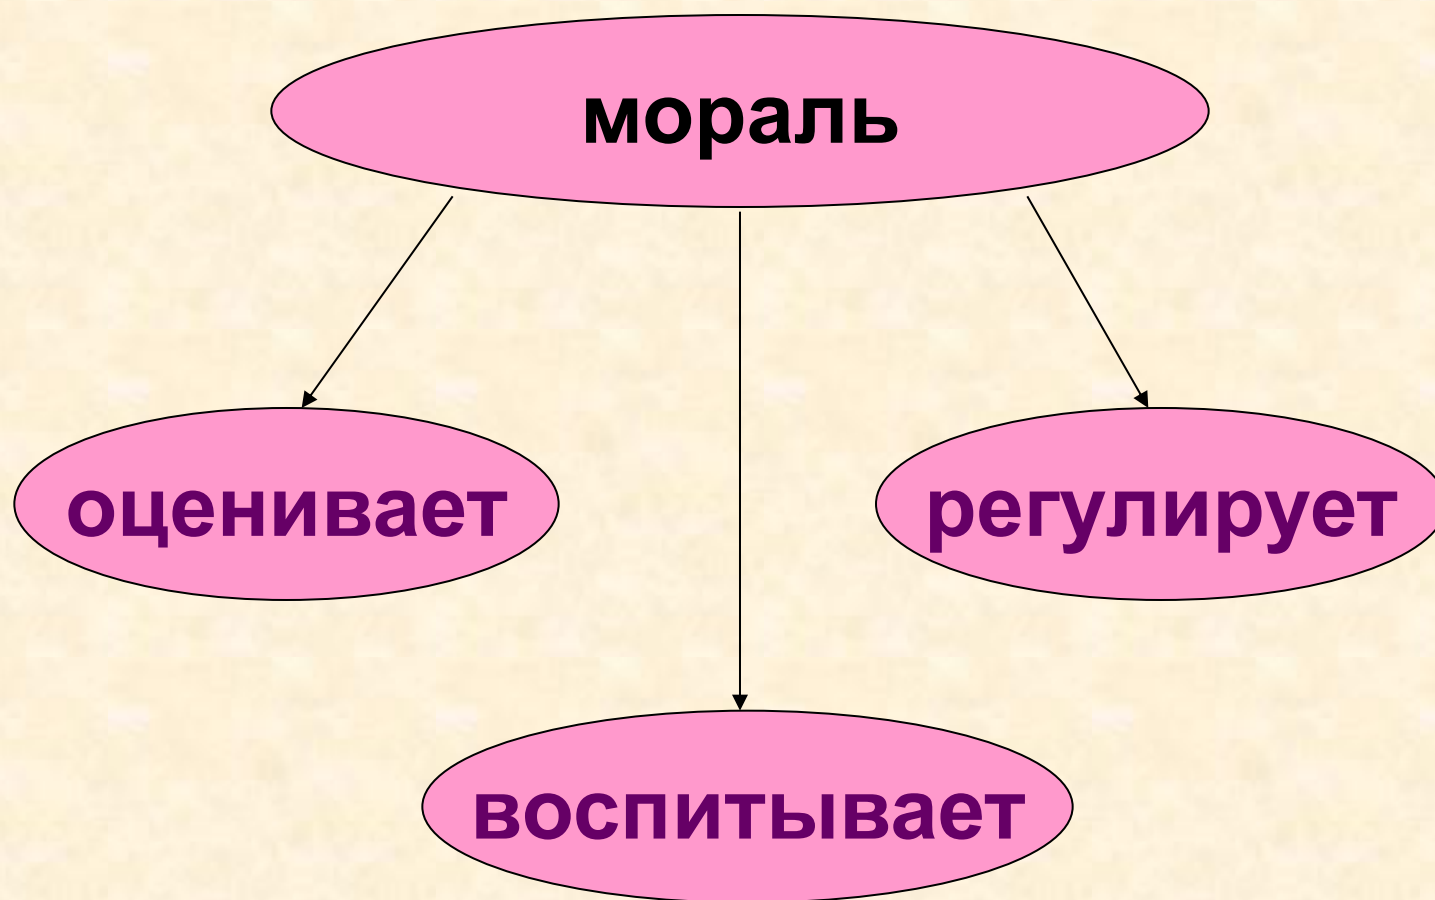 мораль
оценивает
регулирует
воспитывает